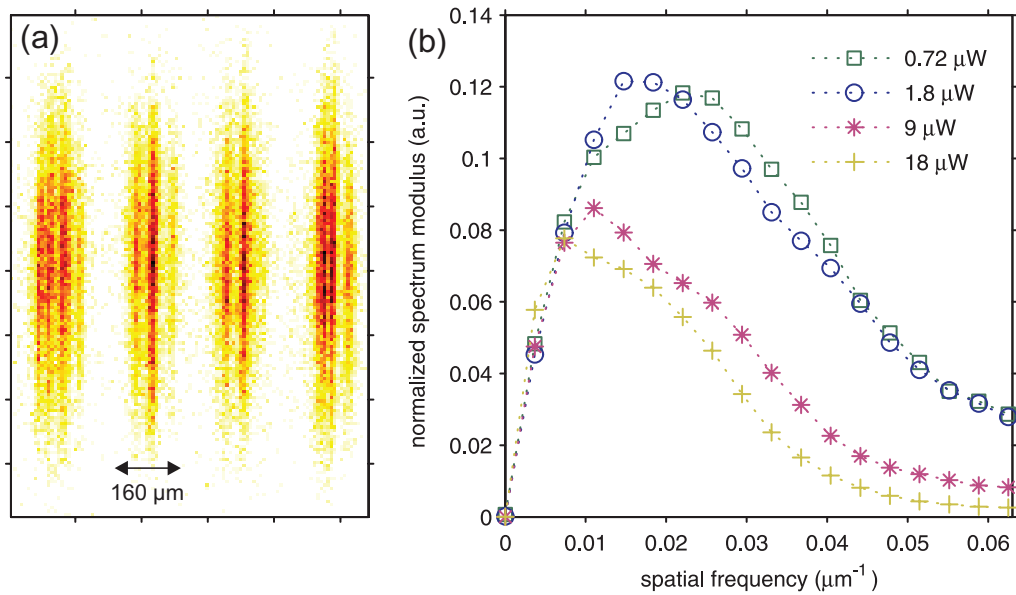 (a)
160 μm
(b)
normalized spectrum modulus (a.u.)
0.14
0.12
0.1
0.08
0.06
0.04
0.02
0
0 0.01 0.02 0.03 0.04 0.05 0.06
spatial frequency (μm⁻¹)
0.72 μW
1.8 μW
9 μW
18 μW